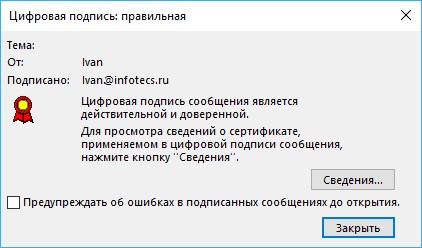 Цифровая подпись: правильная
Тема:
От: Ivan
Подписано: Ivan@infotecs.ru
Цифровая подпись сообщения является
действительной и доверенной.
Для просмотра сведений о сертификате,
применяемом в цифровой подписи сообщения,
нажмите кнопку "Сведения".
Сведения...
Предупреждать об ошибках в подписанных сообщениях до открытия.
Закрыть